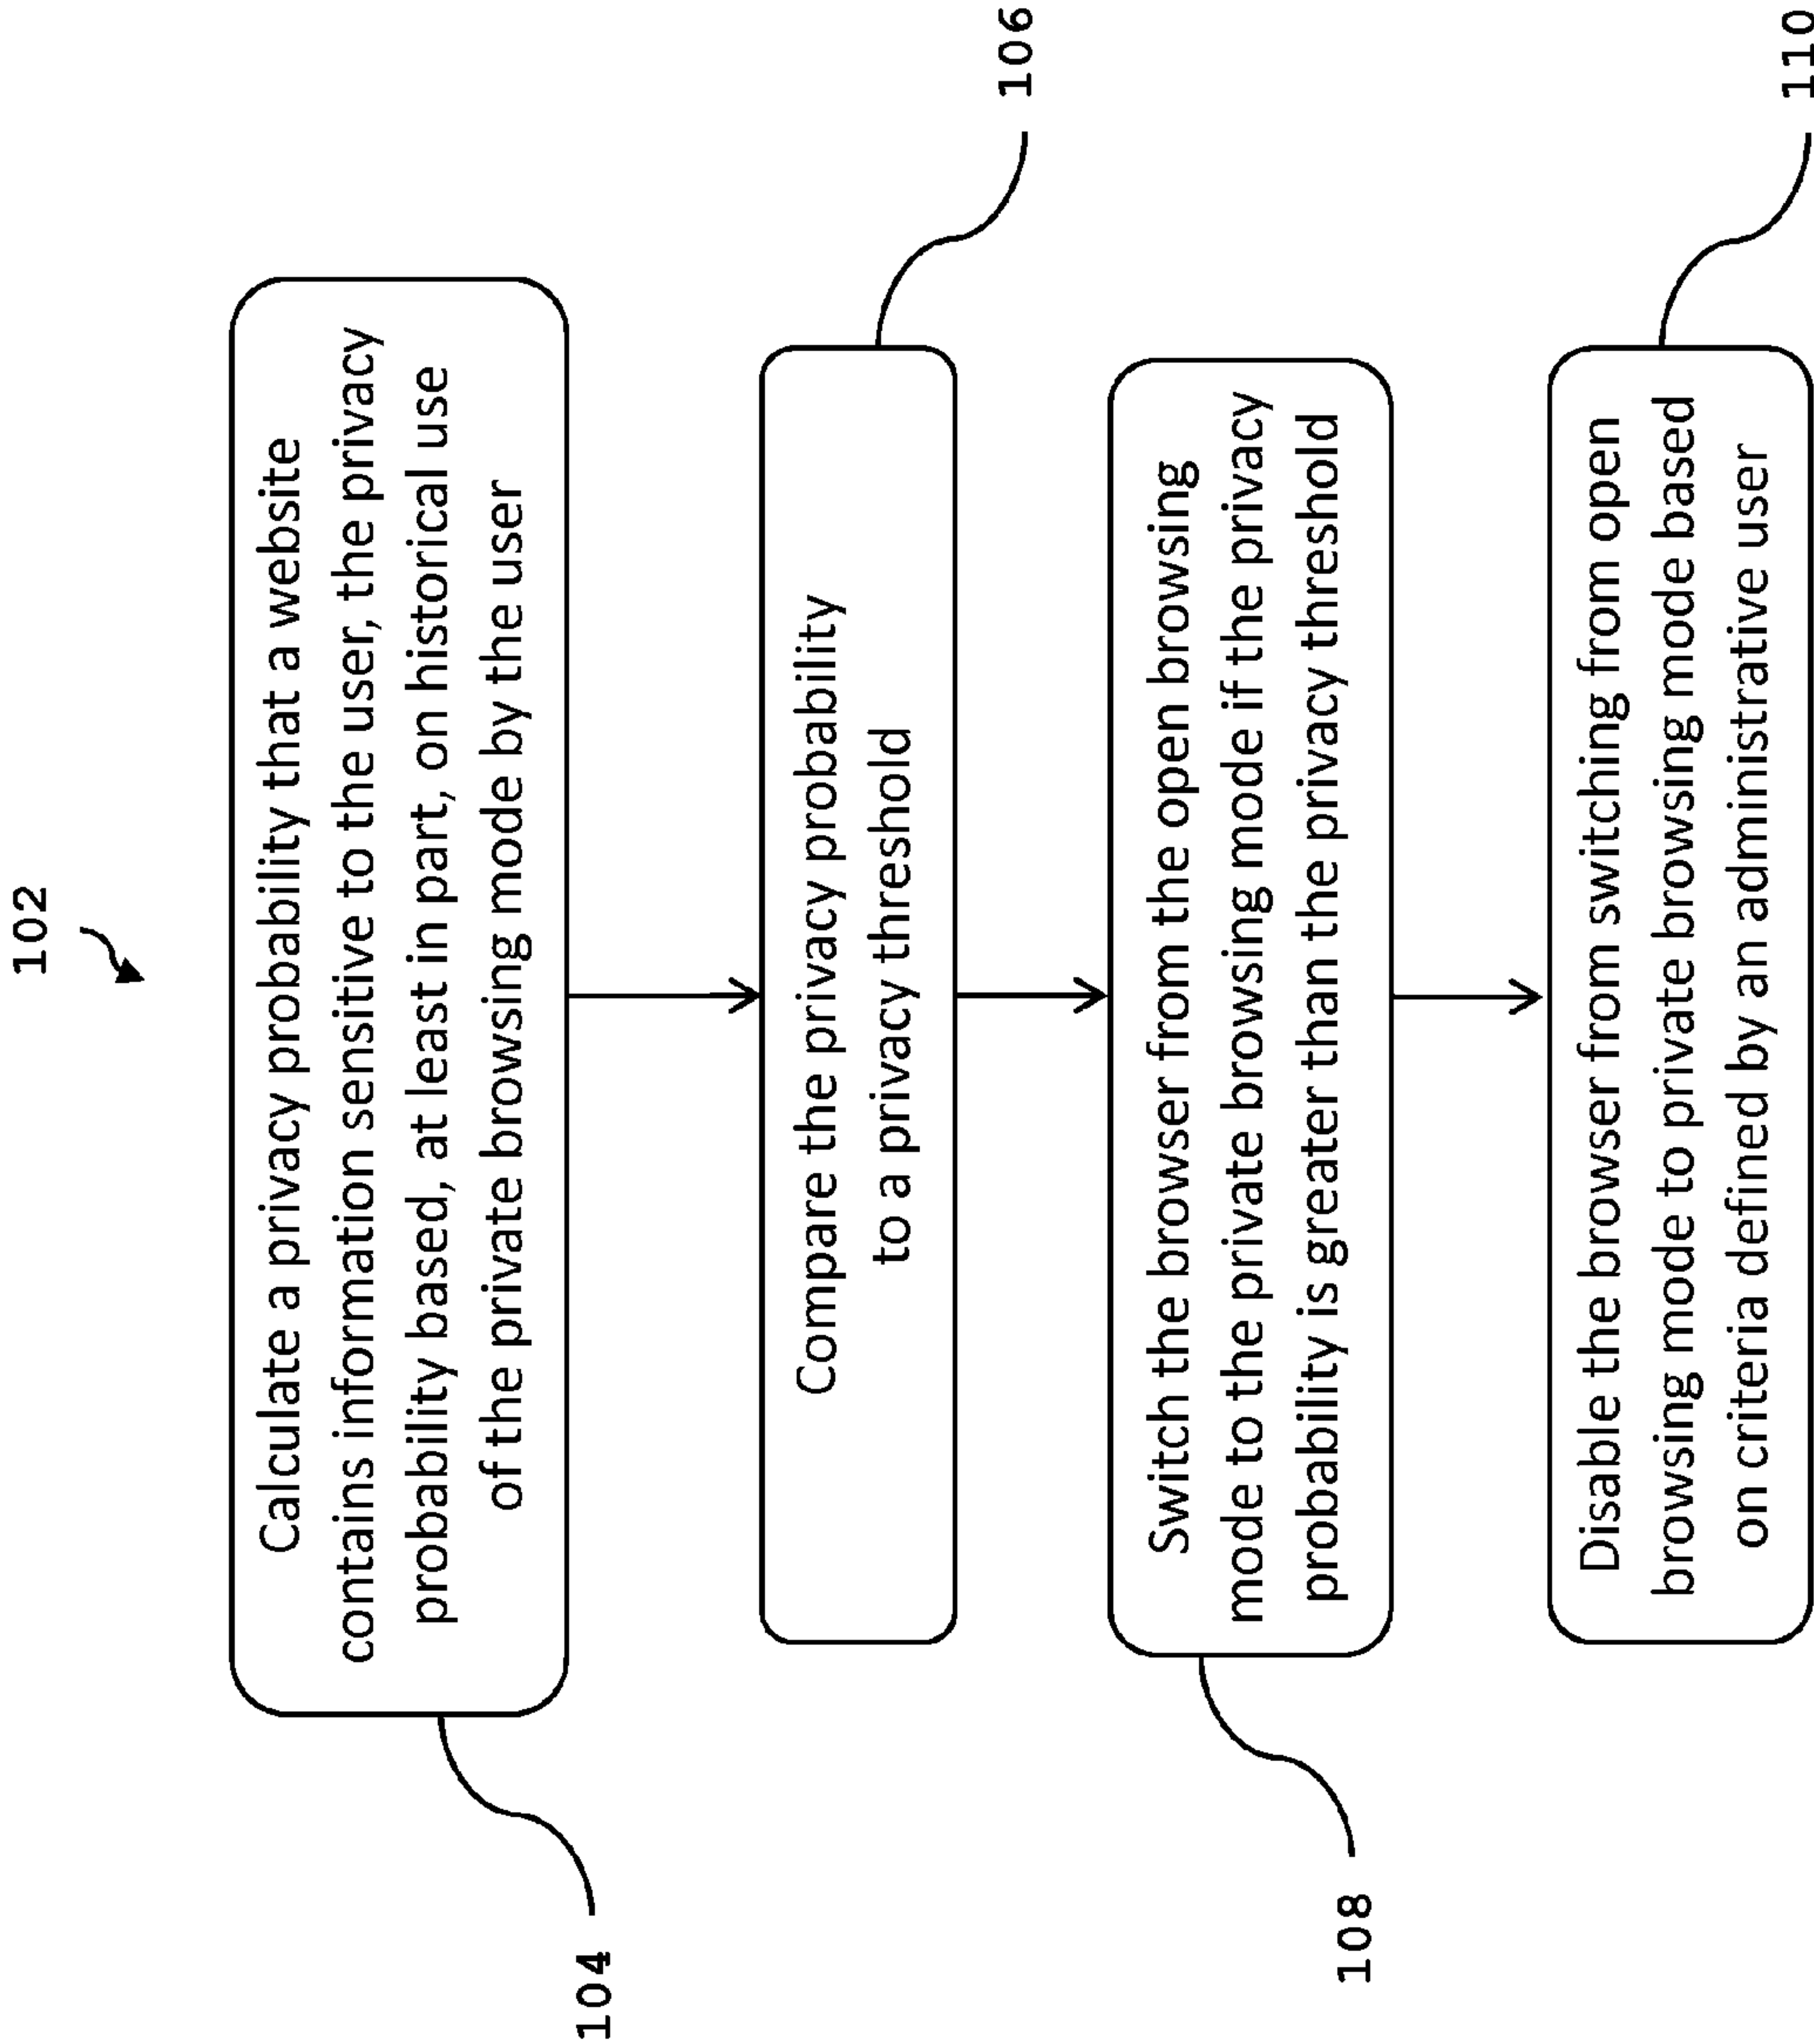 102
Calculate a privacy probability that a website
contains information sensitive to the user, the privacy
probability based, at least in part, on historical use
of the private browsing mode by the user
104
Compare the privacy probability
to a privacy threshold
106
Switch the browser from the open browsing
mode to the private browsing mode if the privacy
probability is greater than the privacy threshold
108
Disable the browser from switching from open
browsing mode to private browsing mode based
on criteria defined by an administrative user
110